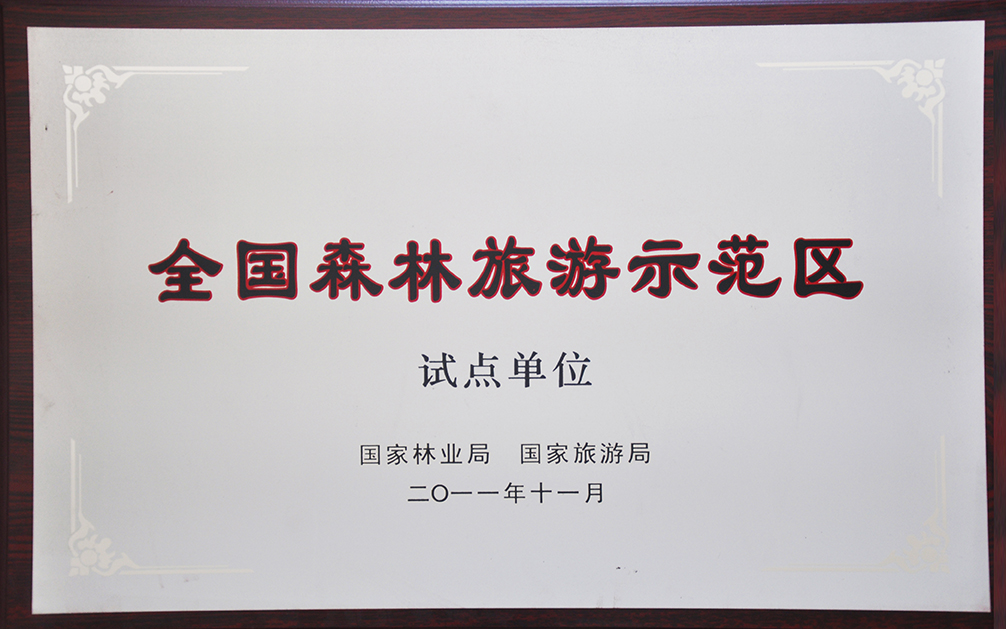 全国森林旅游示范区
试点单位
国家林业局 国家旅游局
二〇一一年十一月